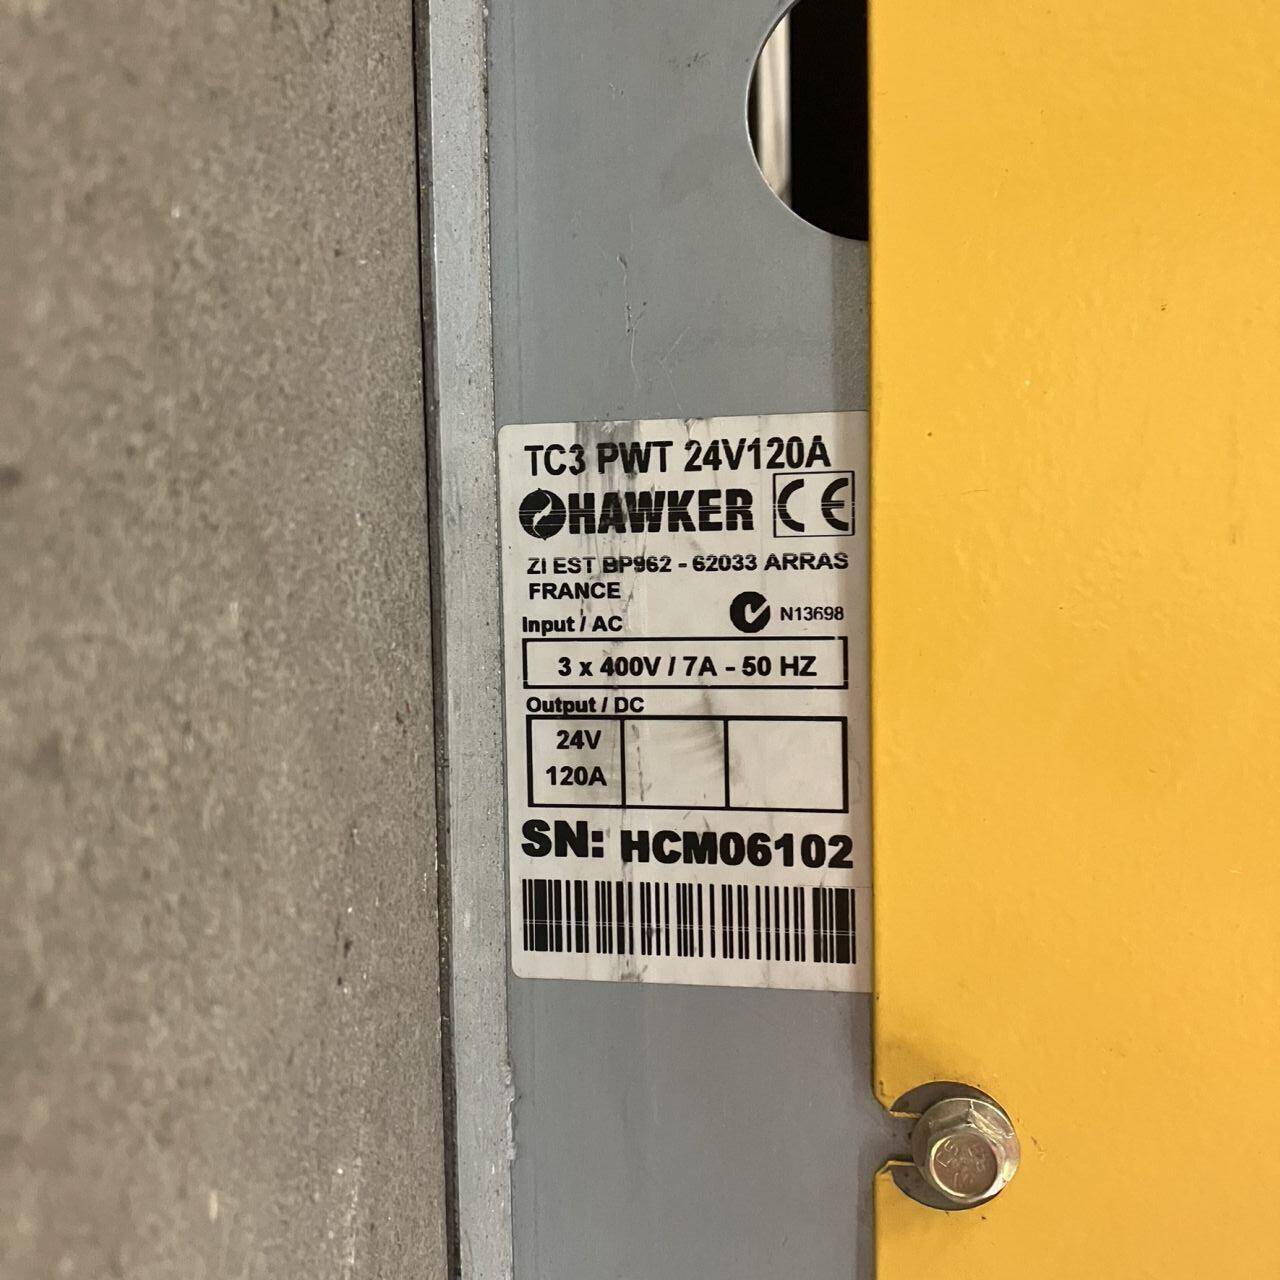 TC3 PWT 24V120A
HAWKER CE
ZI EST BP962 - 62033 ARRAS
FRANCE
N13698
Input / AC
3 x 400V / 7A - 50 HZ
Output / DC
24V
120A
SN: HCM06102